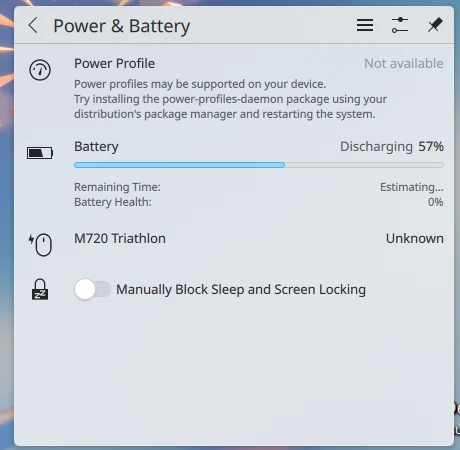 Power & Battery
Power Profile Not available
Power profiles may be supported on your device.
Try installing the power-profiles-daemon package using your
distribution's package manager and restarting the system.
Battery Discharging 57%
Remaining Time: Estimating...
Battery Health: 0%
M720 Triathlon Unknown
Manually Block Sleep and Screen Locking